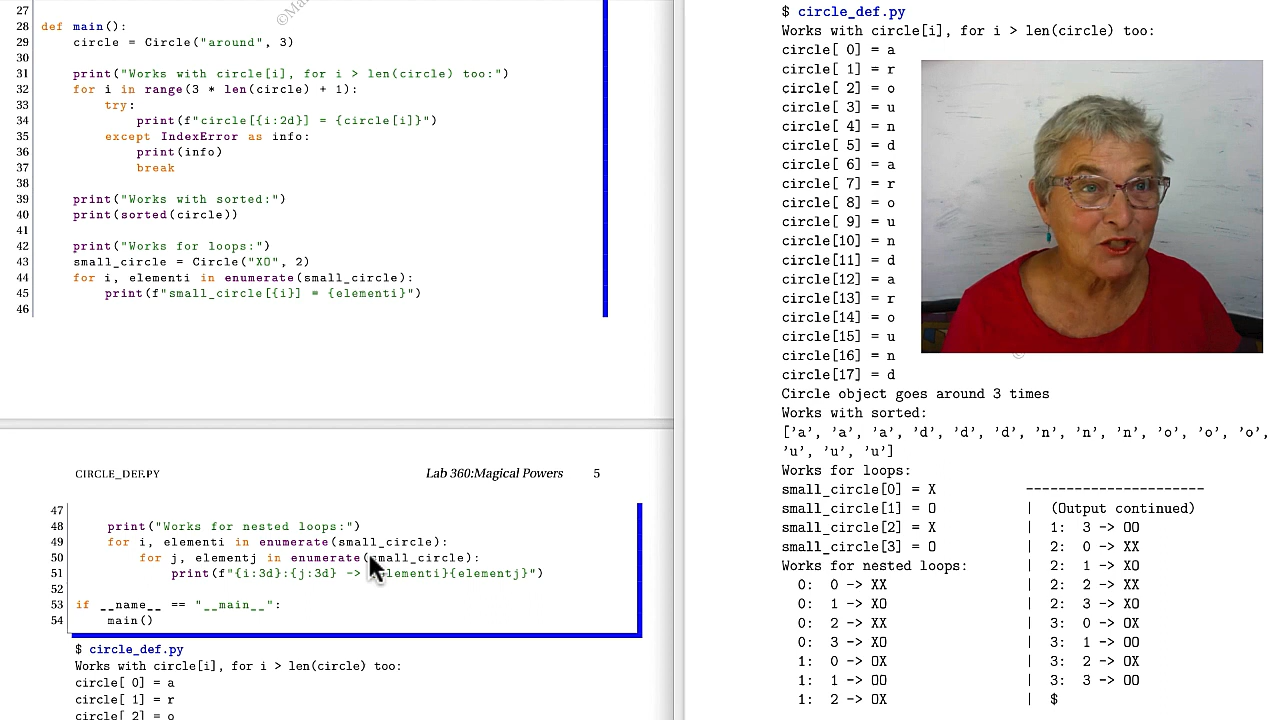 27
28 def main():
29 circle = Circle("around", 3)
30
31 print("Works with circle[i], for i > len(circle) too:")
32 for i in range(3 * len(circle) + 1):
33 try:
34 print(f"circle[{i:2d}] = {circle[i]}")
35 except IndexError as info:
36 print(info)
37 break
38
39 print("Works with sorted:")
40 print(sorted(circle))
41
42 print("Works for loops:")
43 small_circle = Circle("XO", 2)
44 for i, elementi in enumerate(small_circle):
45 print(f"small_circle[{i}] = {elementi}")
46
CIRCLE_DEF.PY Lab 360:Magical Powers 5
47
48 print("Works for nested loops:")
49 for i, elementi in enumerate(small_circle):
50 for j, elementj in enumerate(small_circle):
51 print(f"{i:3d}:{j:3d} -> lementi}{elementj}")
52
53 if __name__ == "__main__":
54 main()
$ circle_def.py
Works with circle[i], for i > len(circle) too:
circle[ 0] = a
circle[ 1] = r
circle[ 2] = o
$ circle_def.py
Works with circle[i], for i > len(circle) too:
circle[ 0] = a
circle[ 1] = r
circle[ 2] = o
circle[ 3] = u
circle[ 4] = n
circle[ 5] = d
circle[ 6] = a
circle[ 7] = r
circle[ 8] = o
circle[ 9] = u
circle[10] = n
circle[11] = d
circle[12] = a
circle[13] = r
circle[14] = o
circle[15] = u
circle[16] = n
circle[17] = d
Circle object goes around 3 times
Works with sorted:
['a', 'a', 'a', 'd', 'd', 'd', 'n', 'n', 'n', 'o', 'o', 'o',
'u', 'u', 'u']
Works for loops:
small_circle[0] = X
small_circle[1] = O
small_circle[2] = X
small_circle[3] = O
Works for nested loops:
0: 0 -> XX
0: 1 -> XO
0: 2 -> XX
0: 3 -> XO
1: 0 -> OX
1: 1 -> OO
1: 2 -> OX
----------------------
| (Output continued)
| 1: 3 -> OO
| 2: 0 -> XX
| 2: 1 -> XO
| 2: 2 -> XX
| 2: 3 -> XO
| 3: 0 -> OX
| 3: 1 -> OO
| 3: 2 -> OX
| 3: 3 -> OO
| $